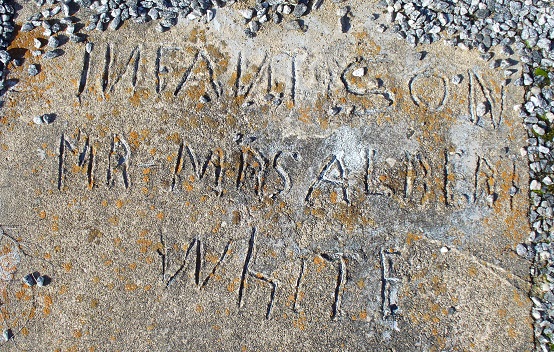 INFANT SON
MR-MRS ALBERT
WHITE